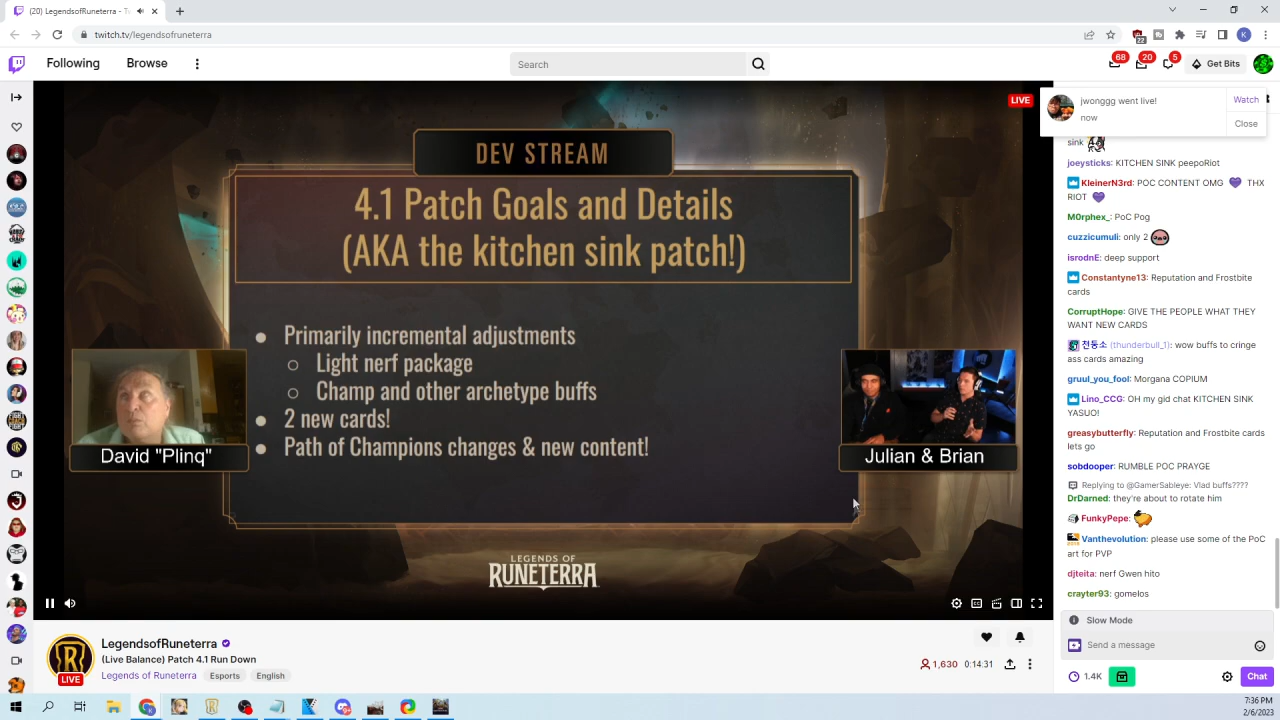 (20) LegendsofRuneterra - Tw
twitch.tv/legendsofruneterra
22
K
Following
Browse
Search
68
20
5
Get Bits
LIVE
jwonggg went live!
now
Watch
Close
DEV STREAM
4.1 Patch Goals and Details
(AKA the kitchen sink patch!)
Primarily incremental adjustments
Light nerf package
Champ and other archetype buffs
2 new cards!
Path of Champions changes & new content!
David "Plinq"
Julian & Brian
LEGENDS OF
RUNETERRA
sink
joeysticks: KITCHEN SINK peepoRiot
KleinerN3rd: POC CONTENT OMG THX
RIOT
M0rphex_: PoC Pog
cuzzicumuli: only 2
isrodnE: deep support
Constantyne13: Reputation and Frostbite
cards
CorruptHope: GIVE THE PEOPLE WHAT THEY
WANT NEW CARDS
전둥소 (thunderbull_1): wow buffs to cringe
ass cards amazing
gruul_you_fool: Morgana COPIUM
Lino_CCG: OH my gid chat KITCHEN SINK
YASUO!
greasybutterfly: Reputation and Frostbite cards
lets go
sobdooper: RUMBLE POC PRAYGE
Replying to @GamerSableye: Vlad buffs????
DrDarned: they're about to rotate him
FunkyPepe:
Vanthevolution: please use some of the PoC
art for PVP
djteita: nerf Gwen hito
crayter93: gomelos
Slow Mode
Send a message
1.4K
Chat
LegendsofRuneterra
(Live Balance) Patch 4.1 Run Down
Legends of Runeterra
Esports
English
LIVE
1,630
0:14:31
7:36 PM
2/6/2023